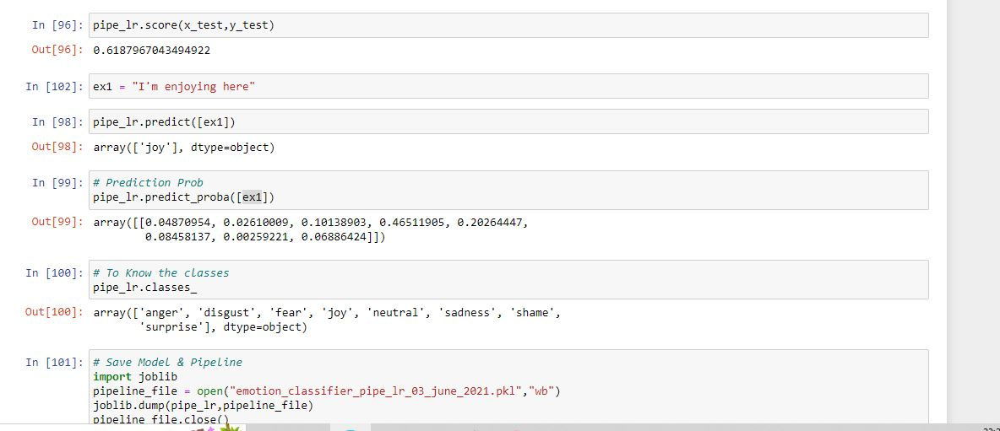 In [96]: pipe_lr.score(x_test,y_test)
Out[96]: 0.6187967043494922
In [102]: ex1 = "I'm enjoying here"
In [98]: pipe_lr.predict([ex1])
Out[98]: array(['joy'], dtype=object)
In [99]: # Prediction Prob
pipe_lr.predict_proba([ex1])
Out[99]: array([[0.04870954, 0.02610009, 0.10138903, 0.46511905, 0.20264447,
0.08458137, 0.00259221, 0.06886424]])
In [100]: # To Know the classes
pipe_lr.classes_
Out[100]: array(['anger', 'disgust', 'fear', 'joy', 'neutral', 'sadness', 'shame',
'surprise'], dtype=object)
In [101]: # Save Model & Pipeline
import joblib
pipeline_file = open("emotion_classifier_pipe_lr_03_june_2021.pkl","wb")
joblib.dump(pipe_lr,pipeline_file)
pipeline_file.close()